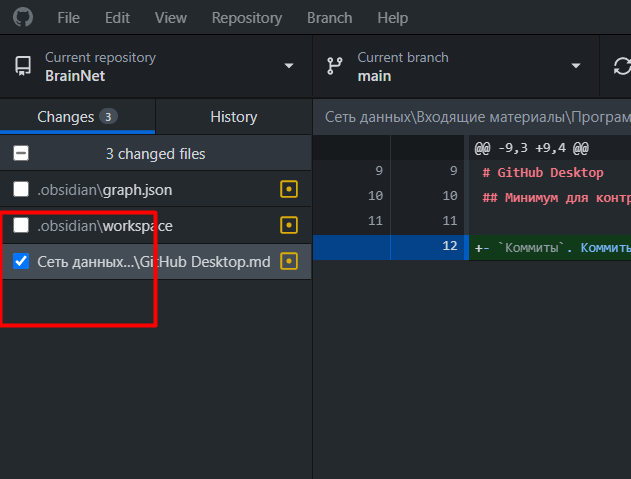 File Edit View Repository Branch Help
Current repository
BrainNet
Current branch
main
Changes 3
History
Сеть данных\Входящие материалы\Програм
3 changed files
.obsidian\graph.json
.obsidian\workspace
Сеть данных...\GitHub Desktop.md
@@ -9,3 +9,4 @@
9 9 # GitHub Desktop
10 10 ## Минимум для контр
11 11
12 +- `Коммиты`. Коммиты